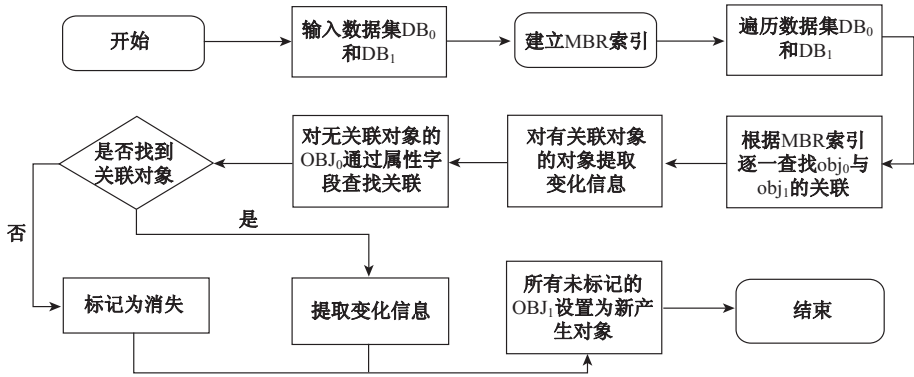 开始
输入数据集DB₀
和DB₁
建立MBR索引
遍历数据集DB₀
和DB₁
根据MBR索引
逐一查找obj₀与
obj₁的关联
对有关联对象
的对象提取
变化信息
对无关联对象的
OBJ₀通过属性字
段查找关联
是否找到
关联对象
否
是
标记为消失
提取变化信息
所有未标记的
OBJ₁设置为新产
生对象
结束